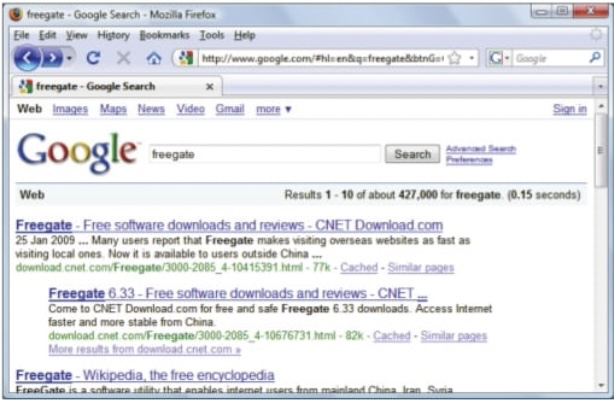 freegate - Google Search - Mozilla Firefox
File Edit View History Bookmarks Tools Help
http://www.google.com/#hl=en&q=freegate&btnG= Google
freegate - Google Search
Web Images Maps News Video Gmail more ▼ Sign in
Google freegate Search Advanced Search
Preferences
Web Results 1 - 10 of about 427,000 for freegate. (0.15 seconds)
Freegate - Free software downloads and reviews - CNET Download.com
25 Jan 2009 ... Many users report that Freegate makes visiting overseas websites as fast as
visiting local ones. Now it is available to users outside China ...
download.cnet.com/Freegate/3000-2085_4-10415391.html - 77k - Cached - Similar pages
Freegate 6.33 - Free software downloads and reviews - CNET ...
Come to CNET Download.com for free and safe Freegate 6.33 downloads. Access Internet
faster and more stable from China.
download.cnet.com/Freegate/3000-2085_4-10676731.html - 82k - Cached - Similar pages
More results from download.cnet.com »
Freegate - Wikipedia, the free encyclopedia
FreeGate is a software utility that enables internet users from mainland China, Iran, Syria